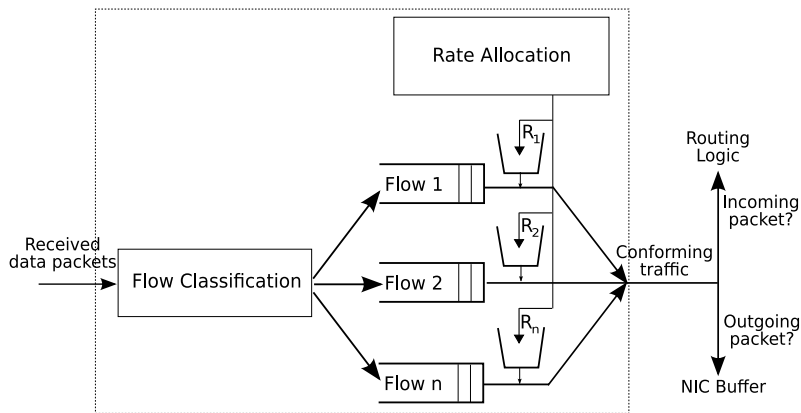 Rate Allocation
R1
Routing
Logic
Flow 1
Incoming
packet?
Received
data packets
R2
Conforming
traffic
Flow Classification
Flow 2
Rn
Outgoing
packet?
Flow n
NIC Buffer